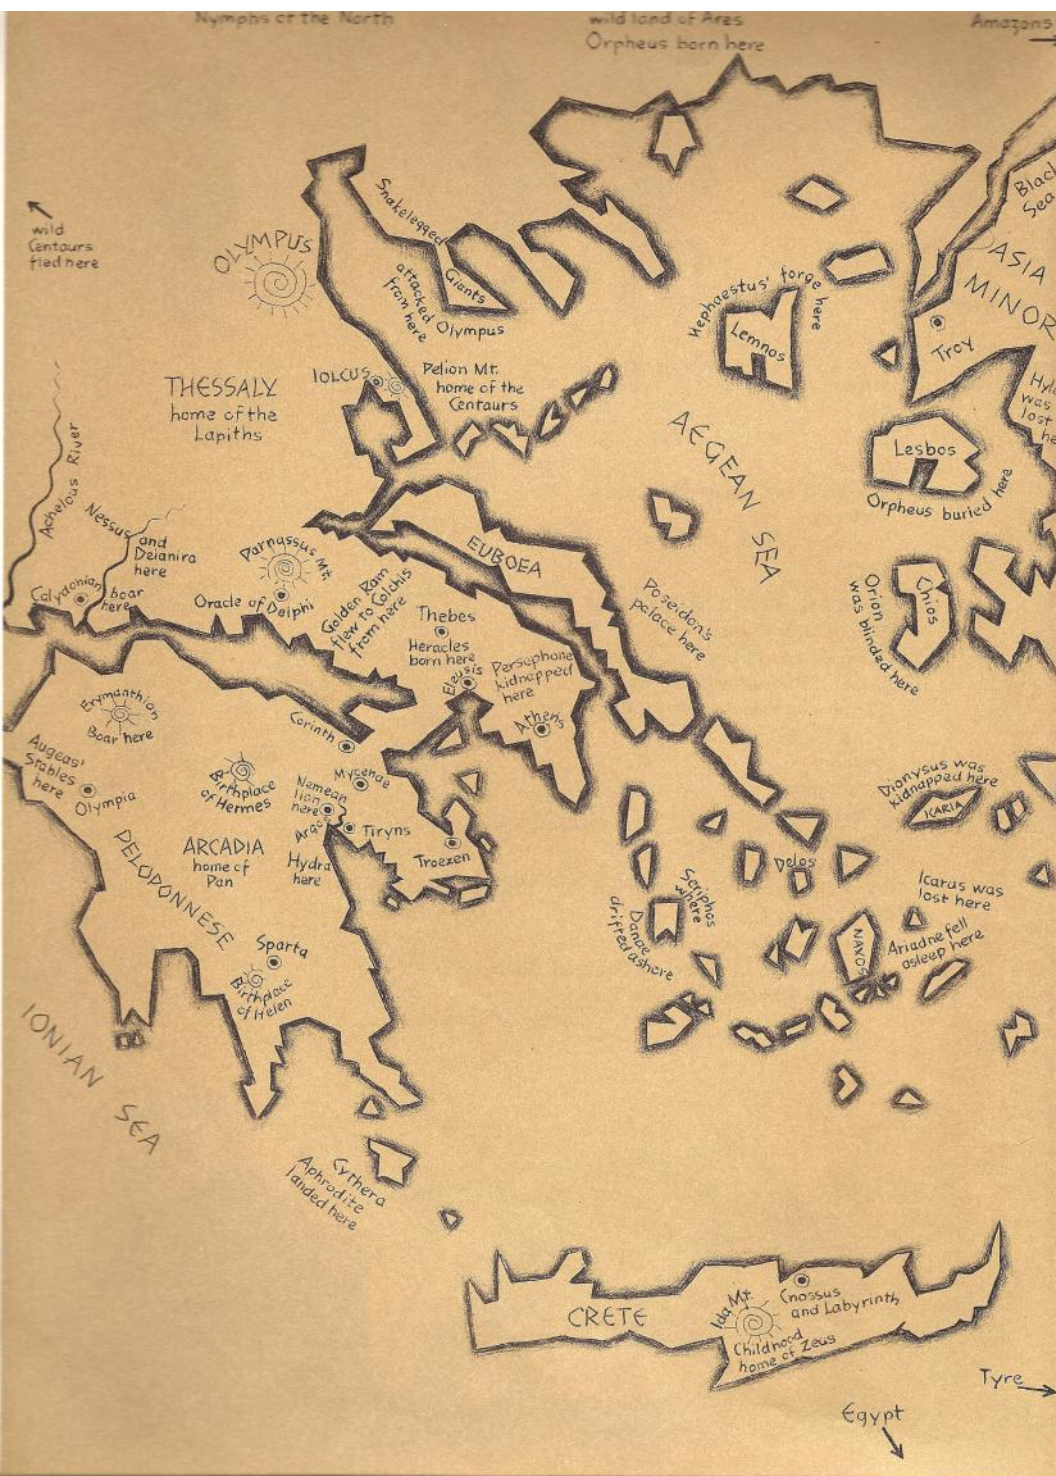 Nymphs of the North
wild land of Ares
Orpheus born here
Amazons
wild
Centaurs
fled here
OLYMPUS
Snakelegged
Giants
attacked
Olympus
from here
Black
Sea
ASIA
MINOR
Hephaestus' forge here
Lemnos
Troy
THESSALY
home of the
Lapiths
IOLCUS
Pelion Mt.
home of the
Centaurs
was
lost
AEGEAN
SEA
Lesbos
Orpheus buried here
Achelous River
Nessus
and
Deianira
here
Calydonian
boar
here
Parnassus Mt.
Oracle of Delphi
Golden Ram
flew to Colchis
from here
EUBOEA
Thebes
Heracles
born here
Eleusis
Persephone
kidnapped
here
Athens
Poseidon's
palace here
Chios
Orion
was blinded here
Erymanthian
Boar here
Augeas'
Stables
here
Olympia
Birthplace
of Hermes
Corinth
Mycenae
Nemean
lion
here
Argos
Tiryns
Troezen
Hydra
here
ARCADIA
home of
Pan
PELOPONNESE
Sparta
Birthplace
of Helen
IONIAN
SEA
Cythera
Aphrodite
landed here
Dionysus was
kidnapped here
ICARIA
Icarus was
lost here
Delos
Seriphos
where
Danae
drifted ashore
NAXOS
Ariadne fell
asleep here
CRETE
Ida Mt.
Childhood
home of Zeus
Cnossus
and Labyrinth
Tyre
Egypt